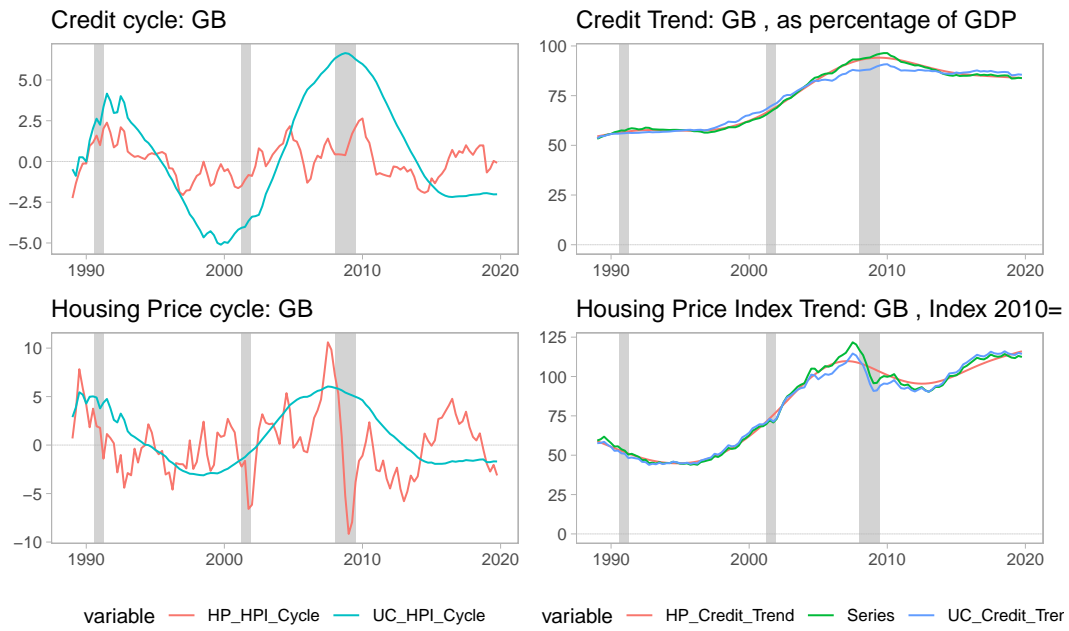 Credit cycle: GB
5.0
2.5
0.0
−2.5
−5.0
1990 2000 2010 2020
Credit Trend: GB , as percentage of GDP
100
75
50
25
0
1990 2000 2010 2020
Housing Price cycle: GB
10
5
0
−5
−10
1990 2000 2010 2020
Housing Price Index Trend: GB , Index 2010=
125
100
75
50
25
0
1990 2000 2010 2020
variable HP_HPI_Cycle UC_HPI_Cycle
variable HP_Credit_Trend Series UC_Credit_Trer